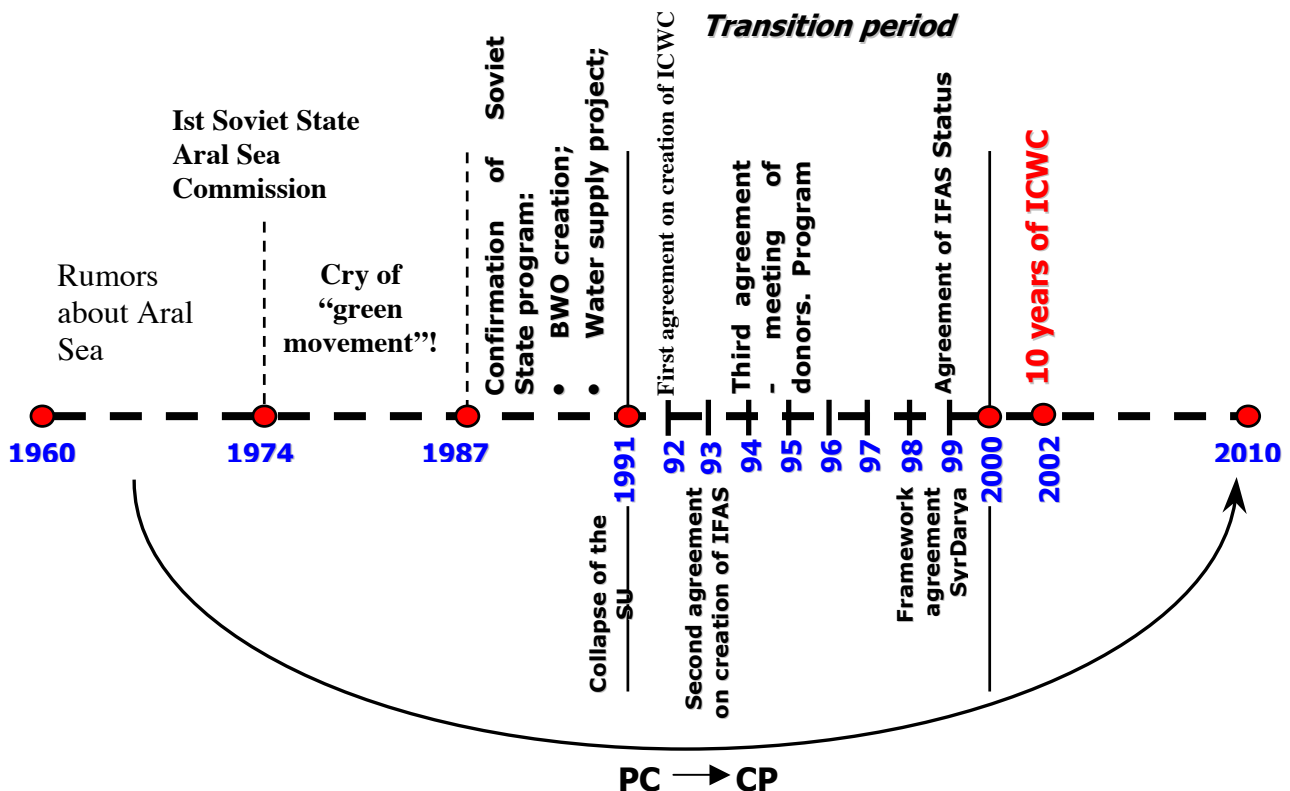 Transition period
Ist Soviet State
Aral Sea
Commission
Rumors
about Aral
Sea
Cry of
“green
movement”!
Confirmation of Soviet
State program:
• BWO creation;
• Water supply project;
First agreement on creation of ICWC
Third agreement
- meeting of
donors. Program
Agreement of IFAS Status
10 years of ICWC
1960
1974
1987
1991
92
93
94
95
96
97
98
99
2000
2002
2010
Collapse of the
SU
Second agreement
on creation of IFAS
Framework
agreement
SyrDarva
PC → CP